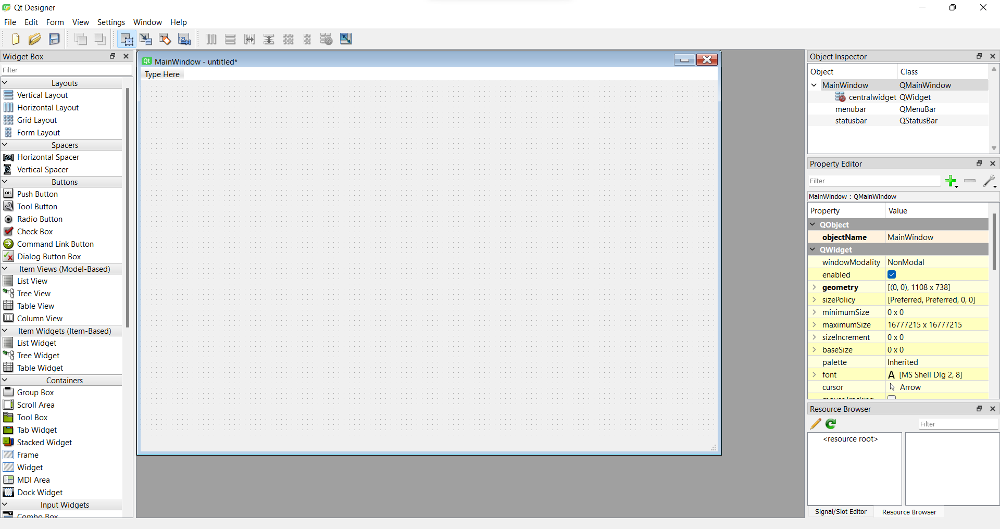 Qt Designer
File Edit Form View Settings Window Help
Widget Box
Filter
Layouts
Vertical Layout
Horizontal Layout
Grid Layout
Form Layout
Spacers
Horizontal Spacer
Vertical Spacer
Buttons
Push Button
Tool Button
Radio Button
Check Box
Command Link Button
Dialog Button Box
Item Views (Model-Based)
List View
Tree View
Table View
Column View
Item Widgets (Item-Based)
List Widget
Tree Widget
Table Widget
Containers
Group Box
Scroll Area
Tool Box
Tab Widget
Stacked Widget
Frame
Widget
MDI Area
Dock Widget
Input Widgets
Combo Box
MainWindow - untitled*
Type Here
Object Inspector
Object Class
MainWindow QMainWindow
centralwidget QWidget
menubar QMenuBar
statusbar QStatusBar
Property Editor
Filter
MainWindow : QMainWindow
Property Value
QObject
objectName MainWindow
QWidget
windowModality NonModal
enabled
geometry [(0, 0), 1108 x 738]
sizePolicy [Preferred, Preferred, 0, 0]
minimumSize 0 x 0
maximumSize 16777215 x 16777215
sizeIncrement 0 x 0
baseSize 0 x 0
palette Inherited
font A [MS Shell Dlg 2, 8]
cursor Arrow
mouseTracking
Resource Browser
Filter
<resource root>
Signal/Slot Editor Resource Browser